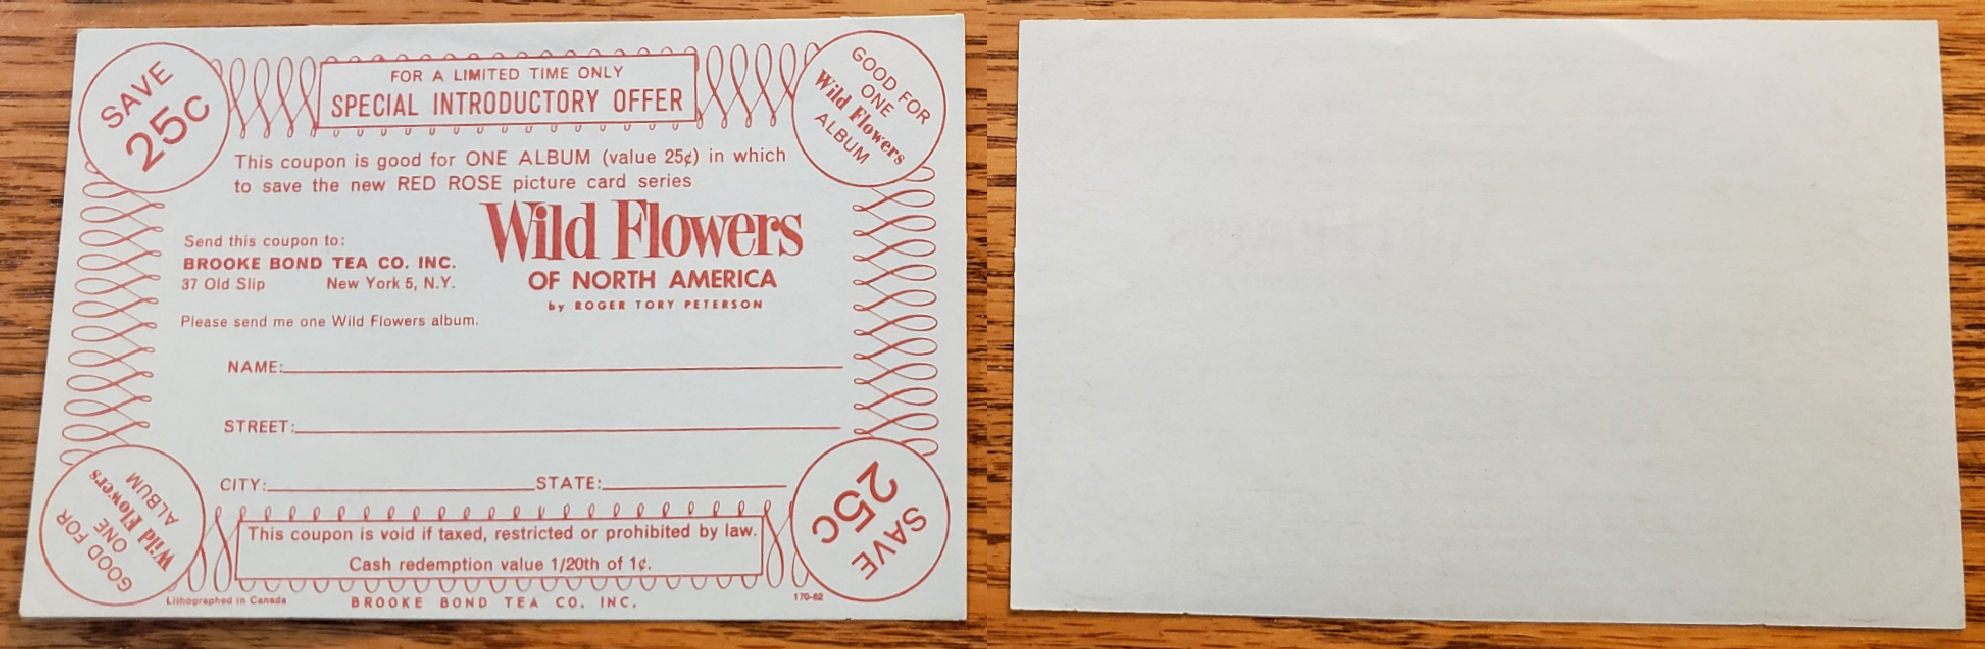 SAVE
25c
FOR A LIMITED TIME ONLY
SPECIAL INTRODUCTORY OFFER
GOOD FOR
ONE
Wild Flowers
ALBUM
This coupon is good for ONE ALBUM (value 25¢) in which
to save the new RED ROSE picture card series
Wild Flowers
OF NORTH AMERICA
by ROGER TORY PETERSON
Send this coupon to:
BROOKE BOND TEA CO. INC.
37 Old Slip New York 5, N.Y.
Please send me one Wild Flowers album.
NAME:
STREET:
CITY: STATE:
GOOD FOR
ONE
Wild Flowers
ALBUM
This coupon is void if taxed, restricted or prohibited by law.
Cash redemption value 1/20th of 1¢.
SAVE
25c
Lithographed in Canada
BROOKE BOND TEA CO. INC.
170-62